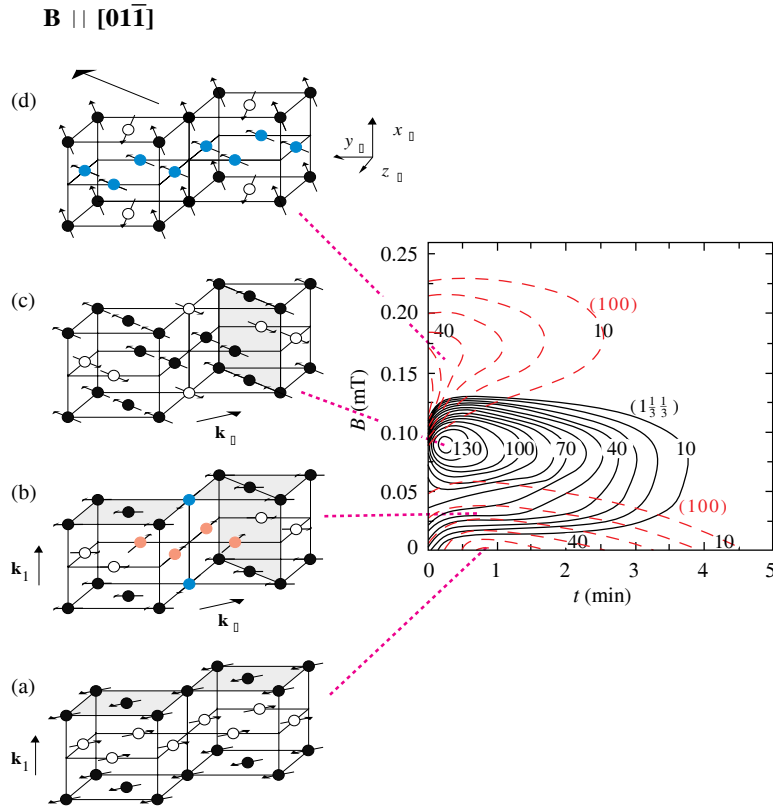 B || [011̅]
(d)
y▯
x▯
z▯
(c)
k▯
(b)
k1
k▯
(a)
k1
0.25
0.20
0.15
0.10
0.05
0
B (mT)
(100)
40
10
(1 1/3 1/3)
130
100
70
40
10
(100)
40
10
0
1
2
3
4
5
t (min)